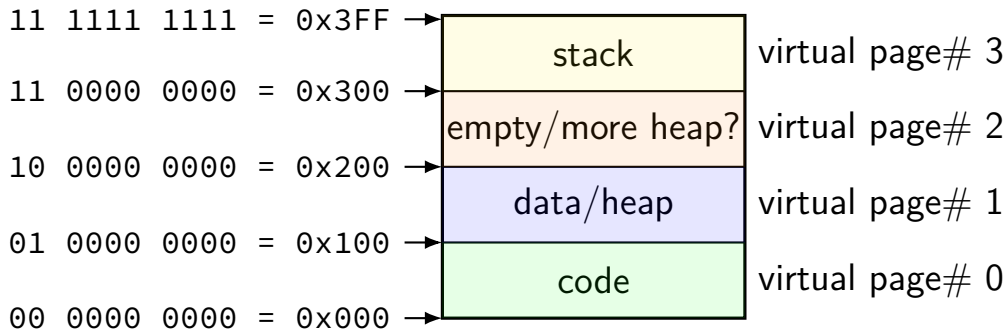 11 1111 1111 = 0x3FF
stack
virtual page# 3
11 0000 0000 = 0x300
empty/more heap?
virtual page# 2
10 0000 0000 = 0x200
data/heap
virtual page# 1
01 0000 0000 = 0x100
code
virtual page# 0
00 0000 0000 = 0x000